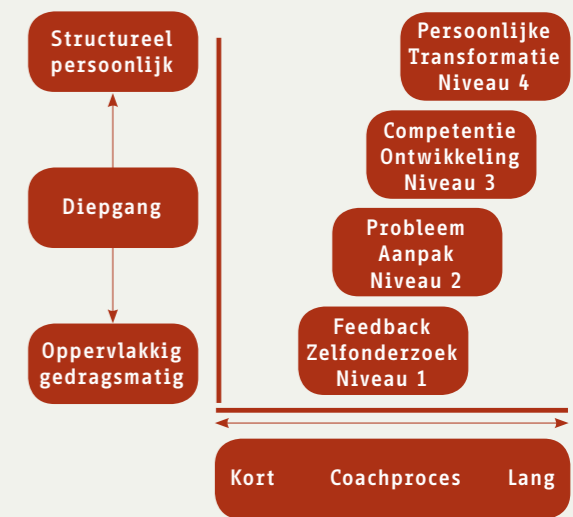 Structureel
persoonlijk
Diepgang
Oppervlakkig
gedragsmatig
Persoonlijke
Transformatie
Niveau 4
Competentie
Ontwikkeling
Niveau 3
Probleem
Aanpak
Niveau 2
Feedback
Zelfonderzoek
Niveau 1
Kort Coachproces Lang